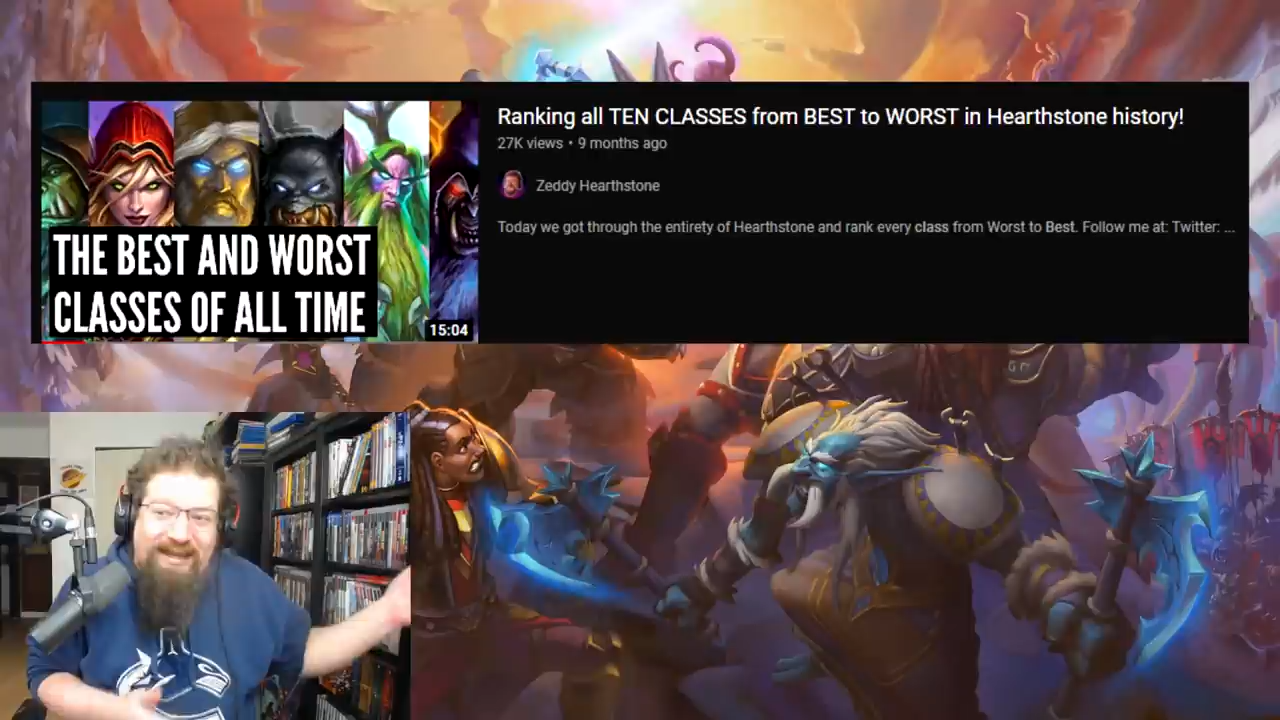 Ranking all TEN CLASSES from BEST to WORST in Hearthstone history!
27K views • 9 months ago
Zeddy Hearthstone
Today we got through the entirety of Hearthstone and rank every class from Worst to Best. Follow me at: Twitter: ...
THE BEST AND WORST
CLASSES OF ALL TIME
15:04